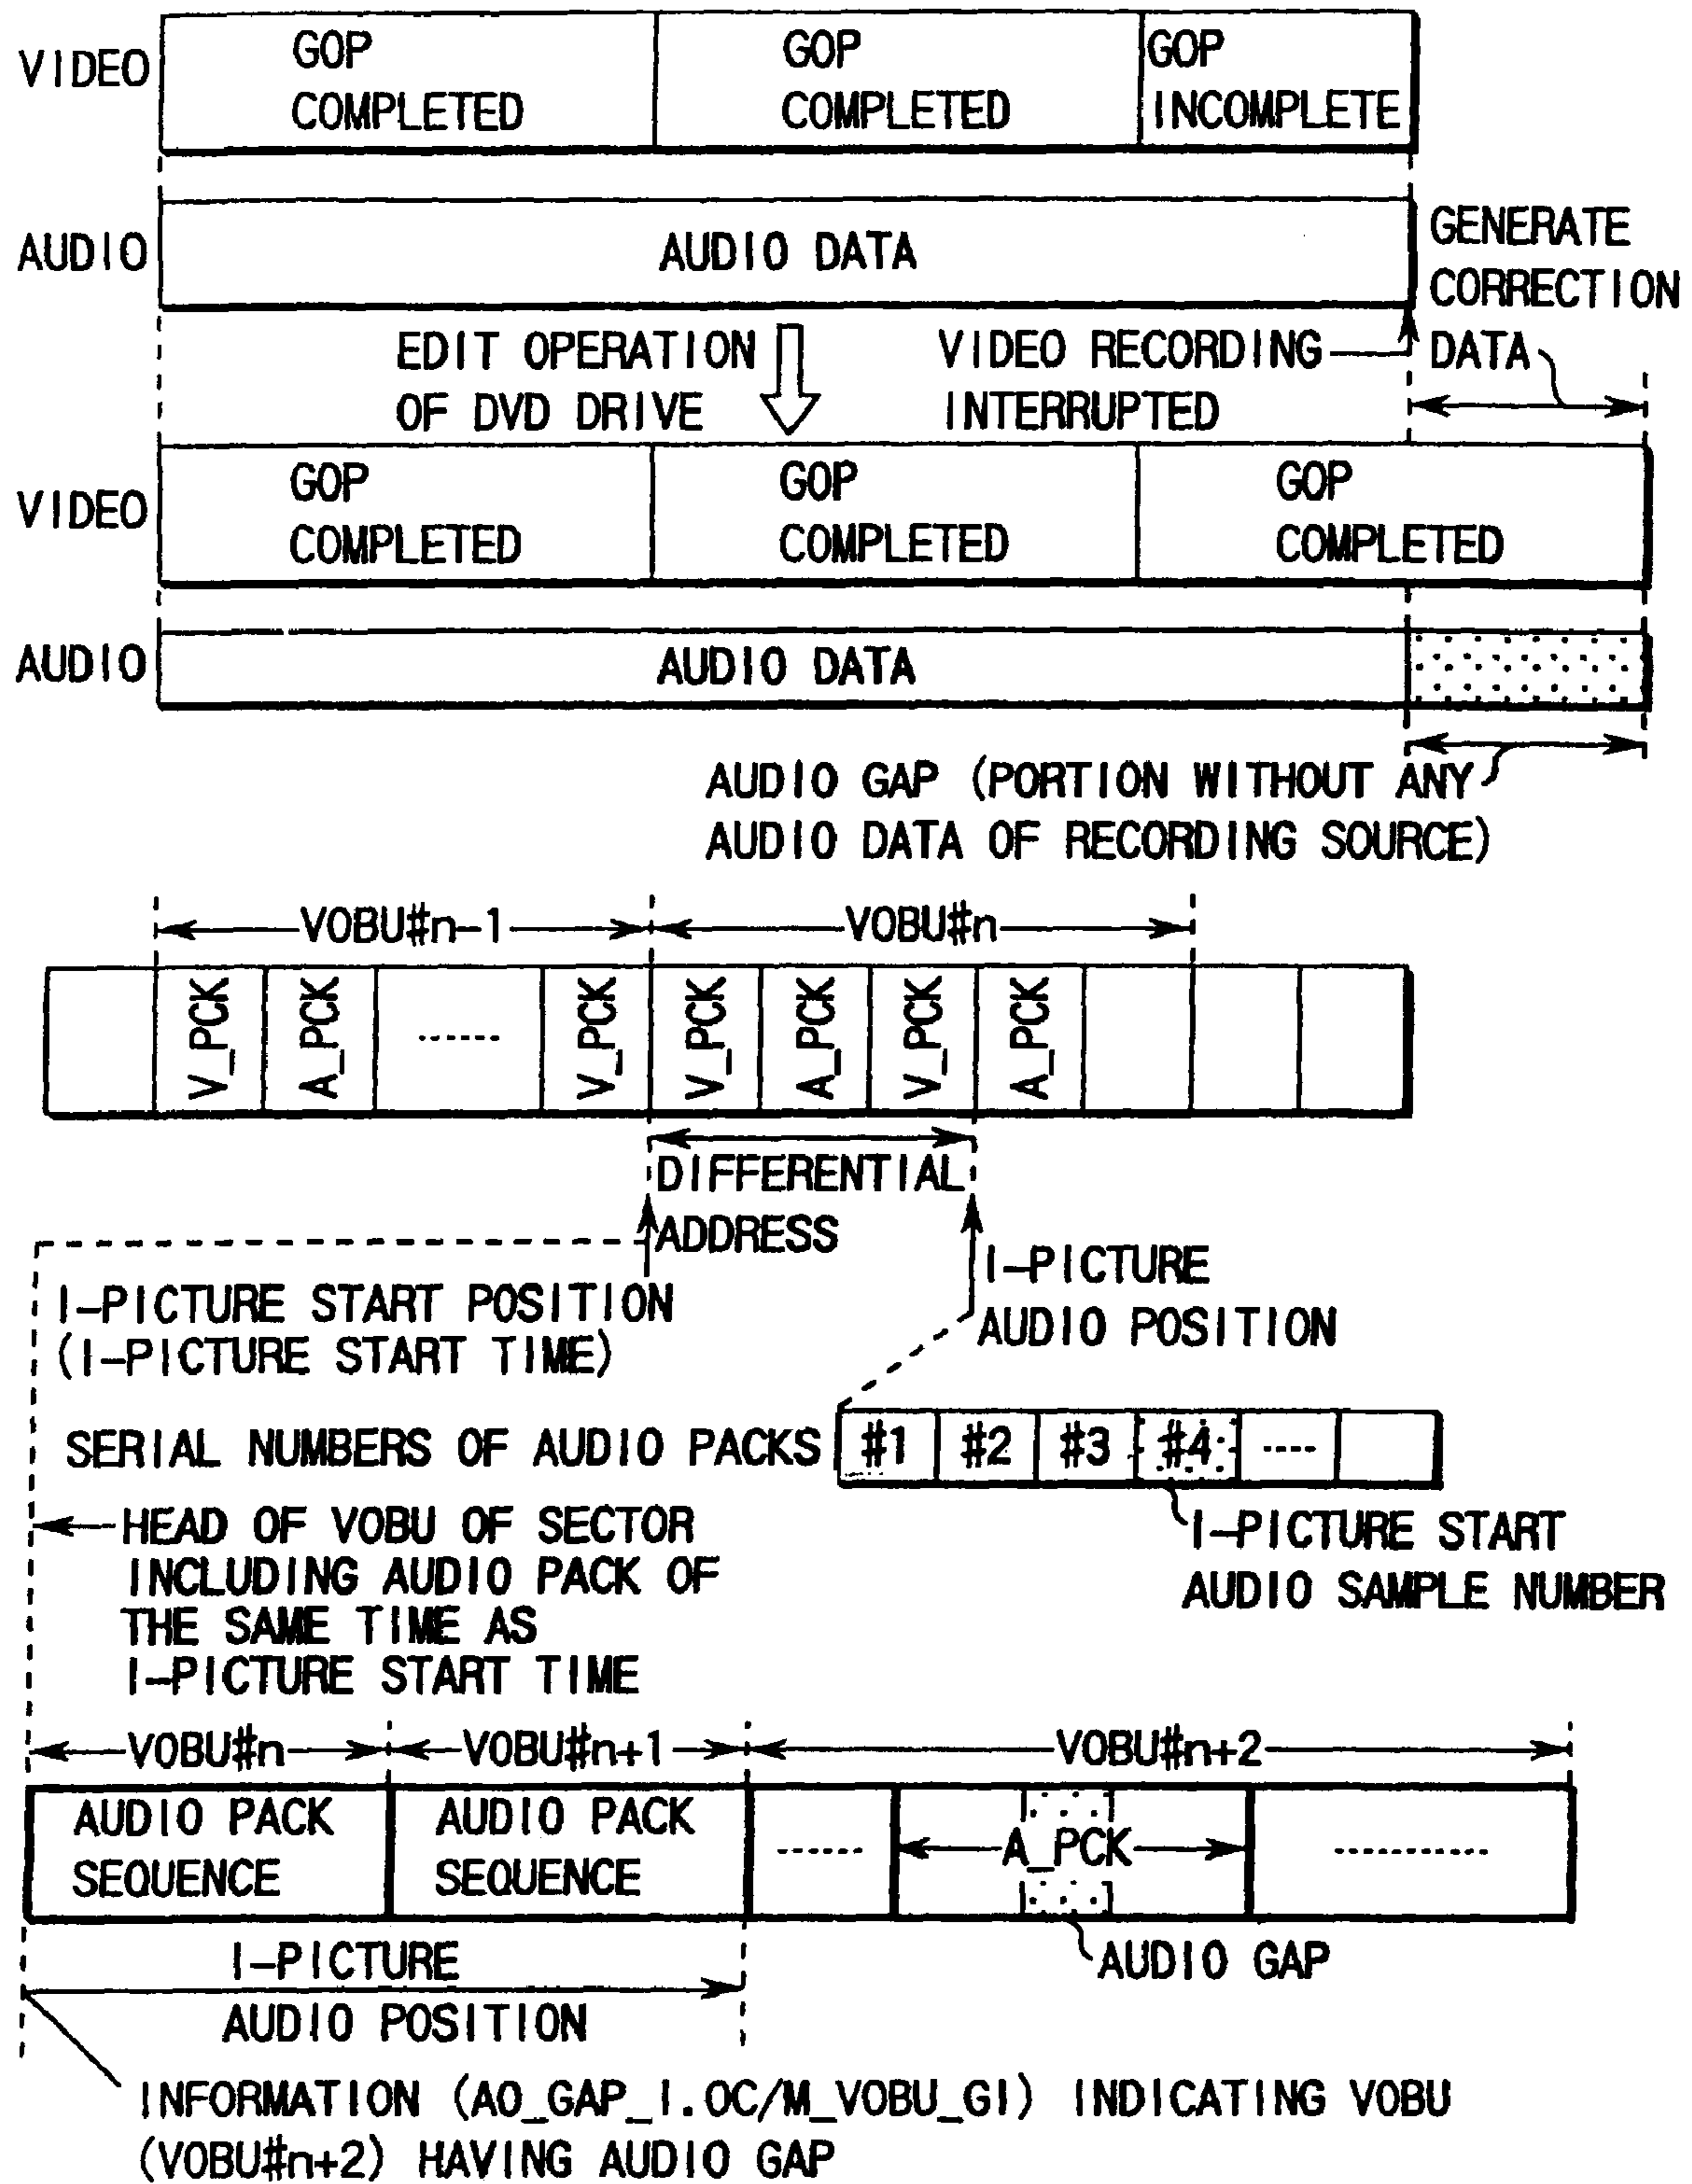 VIDEO
GOP
COMPLETED
GOP
COMPLETED
GOP
INCOMPLETE
AUDIO
AUDIO DATA
GENERATE
CORRECTION
DATA
EDIT OPERATION
OF DVD DRIVE
VIDEO RECORDING
INTERRUPTED
VIDEO
GOP
COMPLETED
GOP
COMPLETED
GOP
COMPLETED
AUDIO
AUDIO DATA
AUDIO GAP (PORTION WITHOUT ANY
AUDIO DATA OF RECORDING SOURCE)
VOBU#n-1
VOBU#n
V_PCK
A_PCK
V_PCK
V_PCK
A_PCK
V_PCK
A_PCK
DIFFERENTIAL
ADDRESS
I-PICTURE START POSITION
(I-PICTURE START TIME)
I-PICTURE
AUDIO POSITION
SERIAL NUMBERS OF AUDIO PACKS
#1
#2
#3
#4
I-PICTURE START
AUDIO SAMPLE NUMBER
HEAD OF VOBU OF SECTOR
INCLUDING AUDIO PACK OF
THE SAME TIME AS
I-PICTURE START TIME
VOBU#n
VOBU#n+1
VOBU#n+2
AUDIO PACK
SEQUENCE
AUDIO PACK
SEQUENCE
A_PCK
AUDIO GAP
I-PICTURE
AUDIO POSITION
INFORMATION (AO_GAP_I.OC/M_VOBU_GI) INDICATING VOBU
(VOBU#n+2) HAVING AUDIO GAP